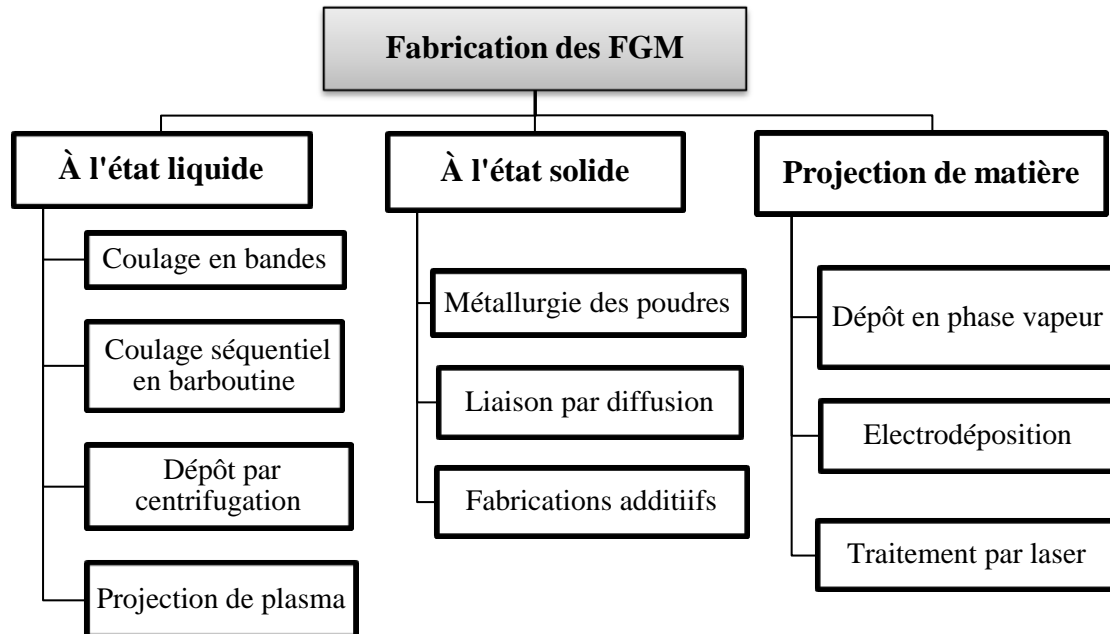 Fabrication des FGM
À l'état liquide
Coulage en bandes
Coulage séquentiel
en barboutine
Dépôt par
centrifugation
Projection de plasma
À l'état solide
Métallurgie des poudres
Liaison par diffusion
Fabrications additiifs
Projection de matière
Dépôt en phase vapeur
Electrodéposition
Traitement par laser